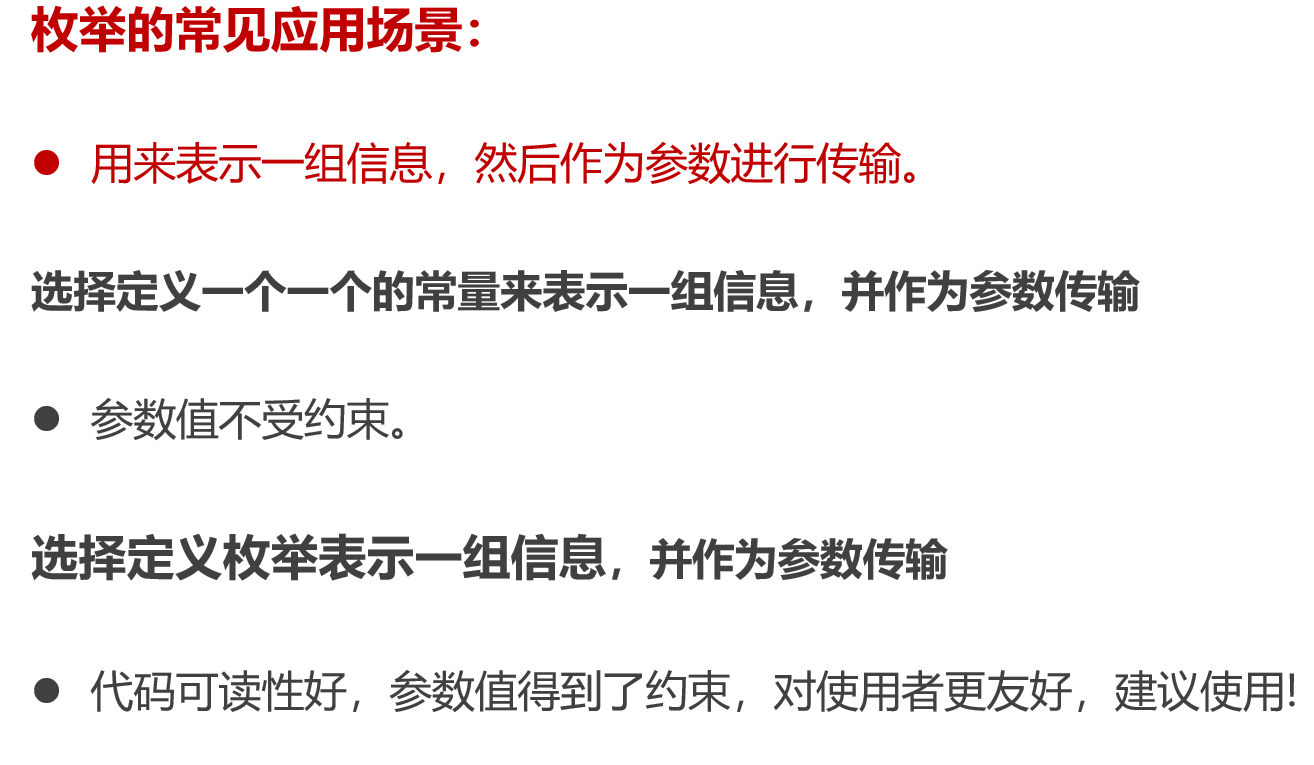 枚举的常见应用场景：
● 用来表示一组信息，然后作为参数进行传输。
选择定义一个一个的常量来表示一组信息，并作为参数传输
● 参数值不受约束。
选择定义枚举表示一组信息，并作为参数传输
● 代码可读性好，参数值得到了约束，对使用者更友好，建议使用!